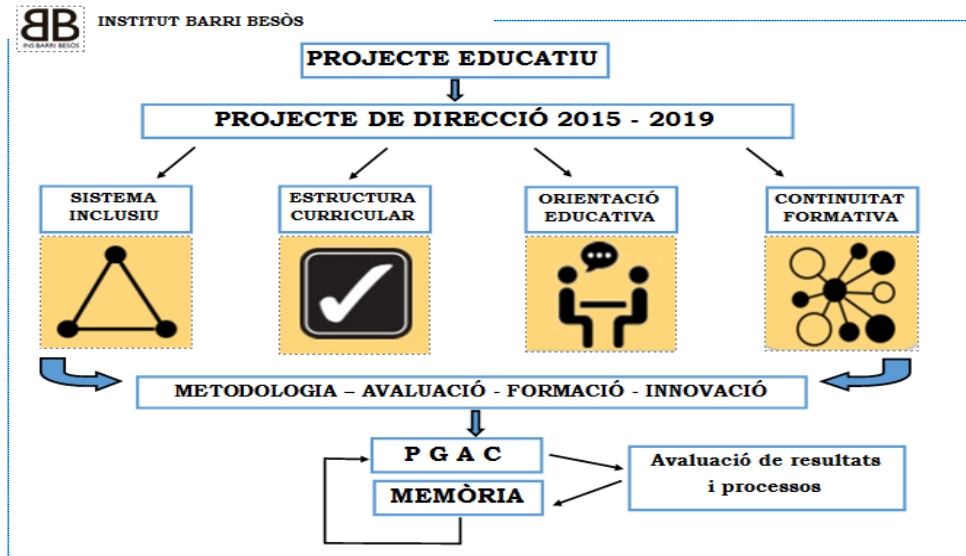 BB
INS BARRI BESÒS
INSTITUT BARRI BESÒS
PROJECTE EDUCATIU
PROJECTE DE DIRECCIÓ 2015 - 2019
SISTEMA
INCLUSIU
ESTRUCTURA
CURRICULAR
ORIENTACIÓ
EDUCATIVA
CONTINUITAT
FORMATIVA
METODOLOGIA – AVALUACIÓ - FORMACIÓ - INNOVACIÓ
P G A C
Avaluació de resultats
i processos
MEMÒRIA